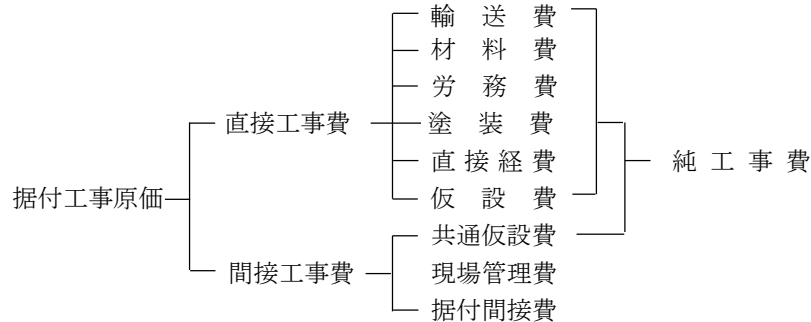 輸送費
材料費
労務費
直接工事費
塗装費
直接経費
純工事費
据付工事原価
仮設費
共通仮設費
間接工事費
現場管理費
据付間接費